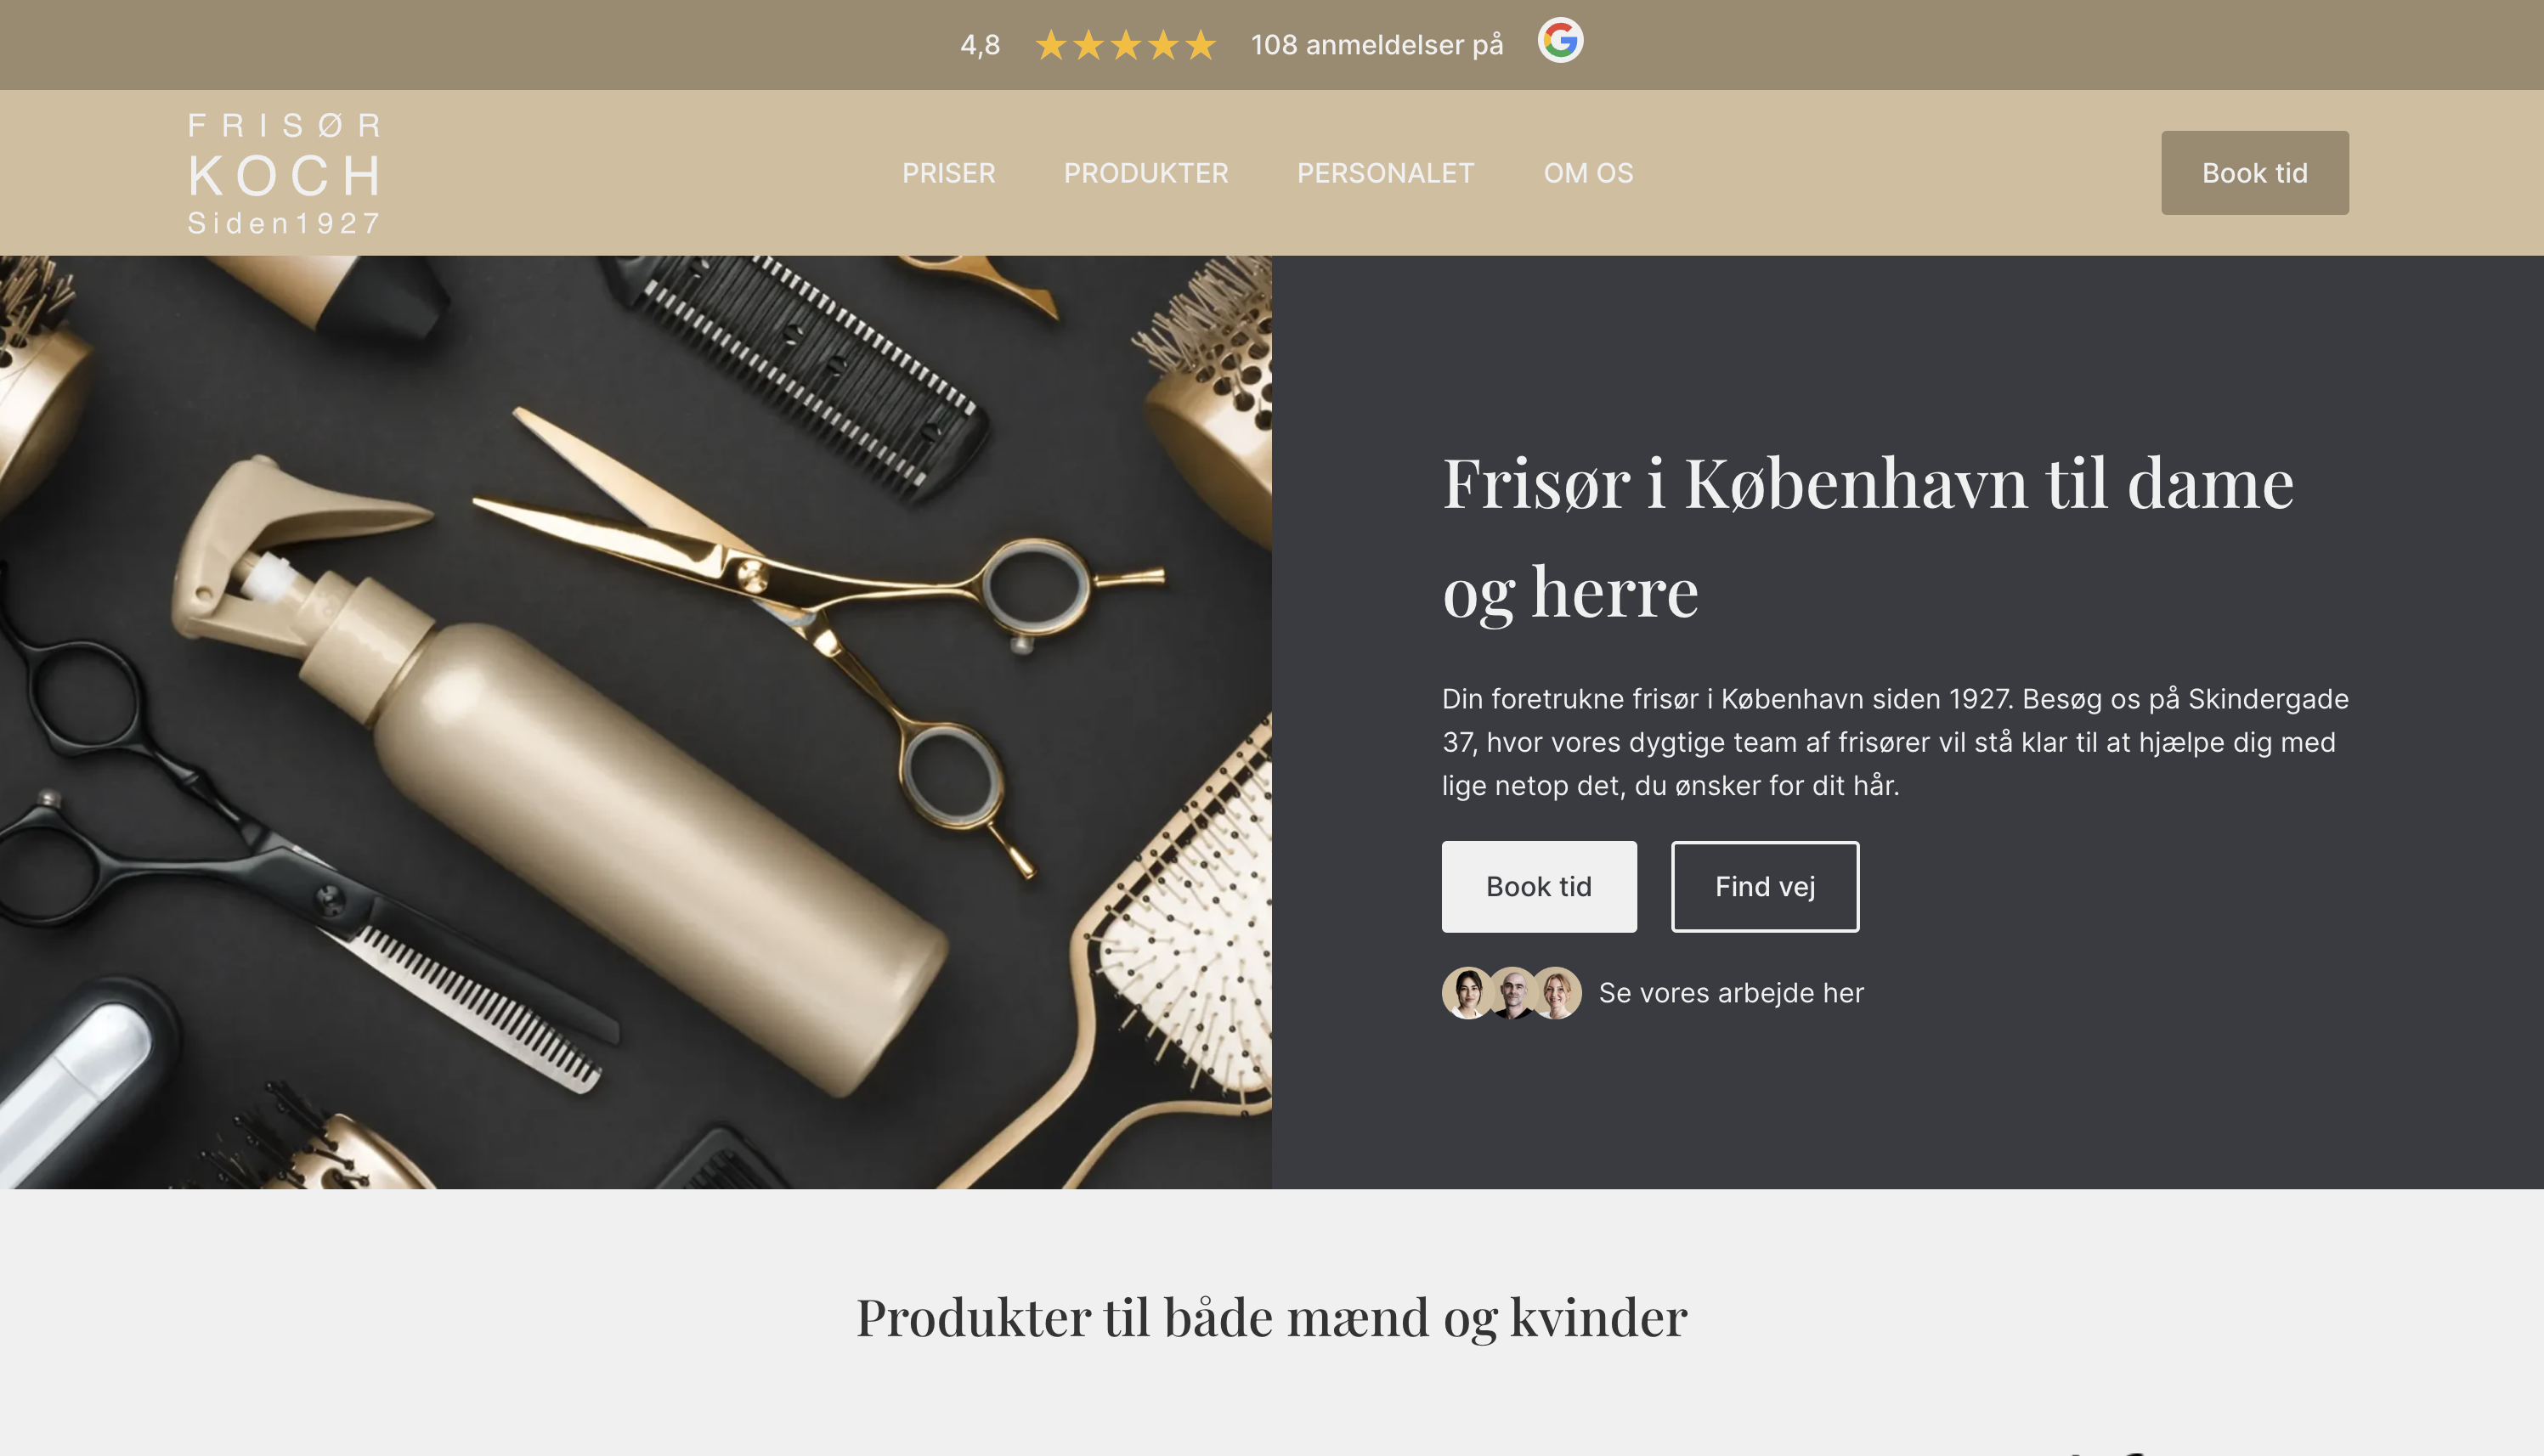 4,8
108 anmeldelser på
FRISØR
KOCH
Siden1927
PRISER
PRODUKTER
PERSONALET
OM OS
Book tid
Frisør i København til dame
og herre
Din foretrukne frisør i København siden 1927. Besøg os på Skindergade
37, hvor vores dygtige team af frisører vil stå klar til at hjælpe dig med
lige netop det, du ønsker for dit hår.
Book tid
Find vej
Se vores arbejde her
Produkter til både mænd og kvinder